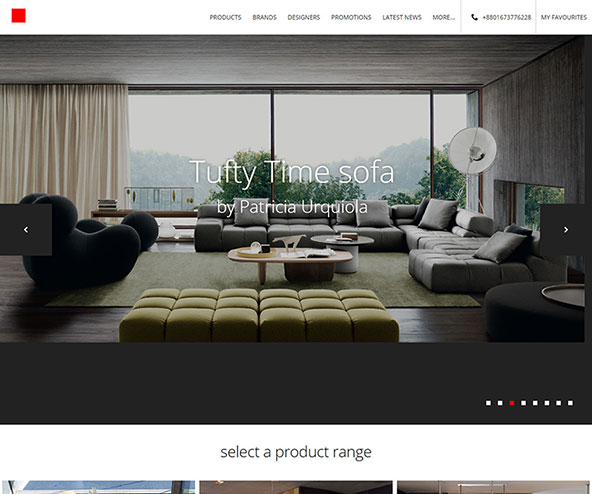 PRODUCTS BRANDS DESIGNERS PROMOTIONS LATEST NEWS MORE... +8801673776228 MY FAVOURITES
Tufty Time sofa
by Patricia Urquiola
select a product range